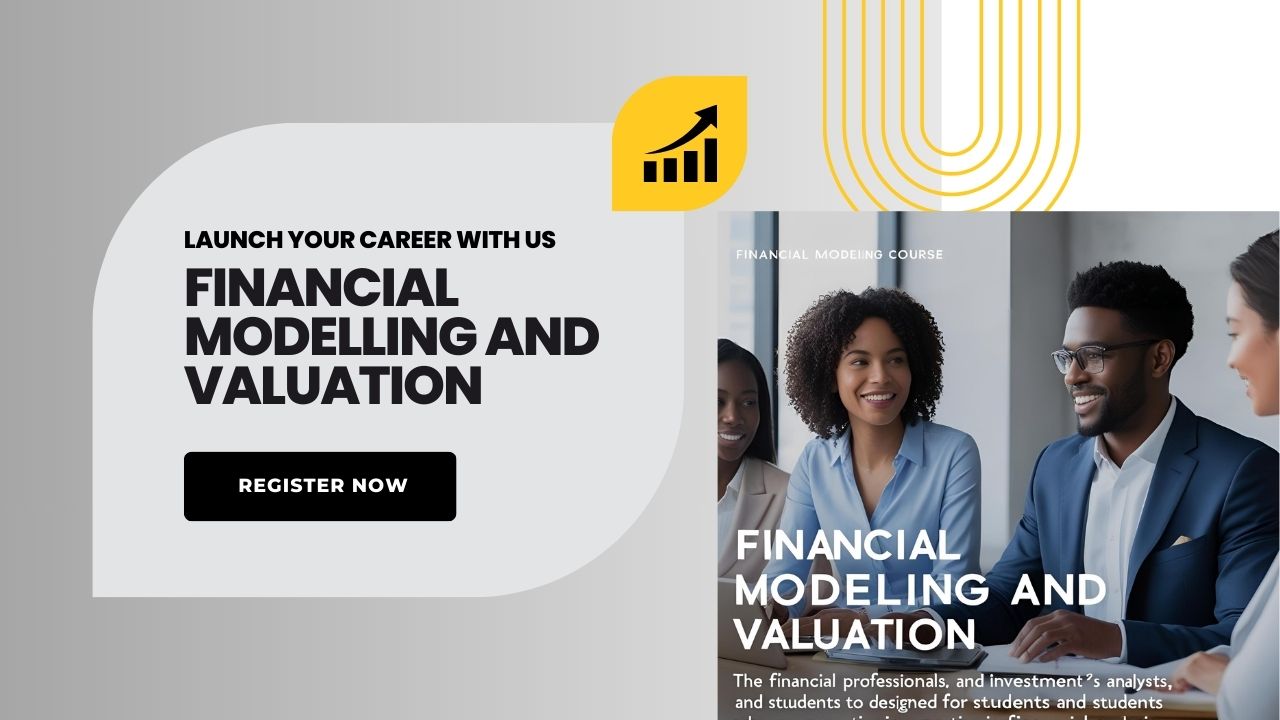 LAUNCH YOUR CAREER WITH US
FINANCIAL
MODELLING AND
VALUATION
REGISTER NOW
FINANCIAL MODELING COURSE
FINANCIAL
MODELING AND
VALUATION
The financial professionals, and investment's analysts,
and students to designed for students and students